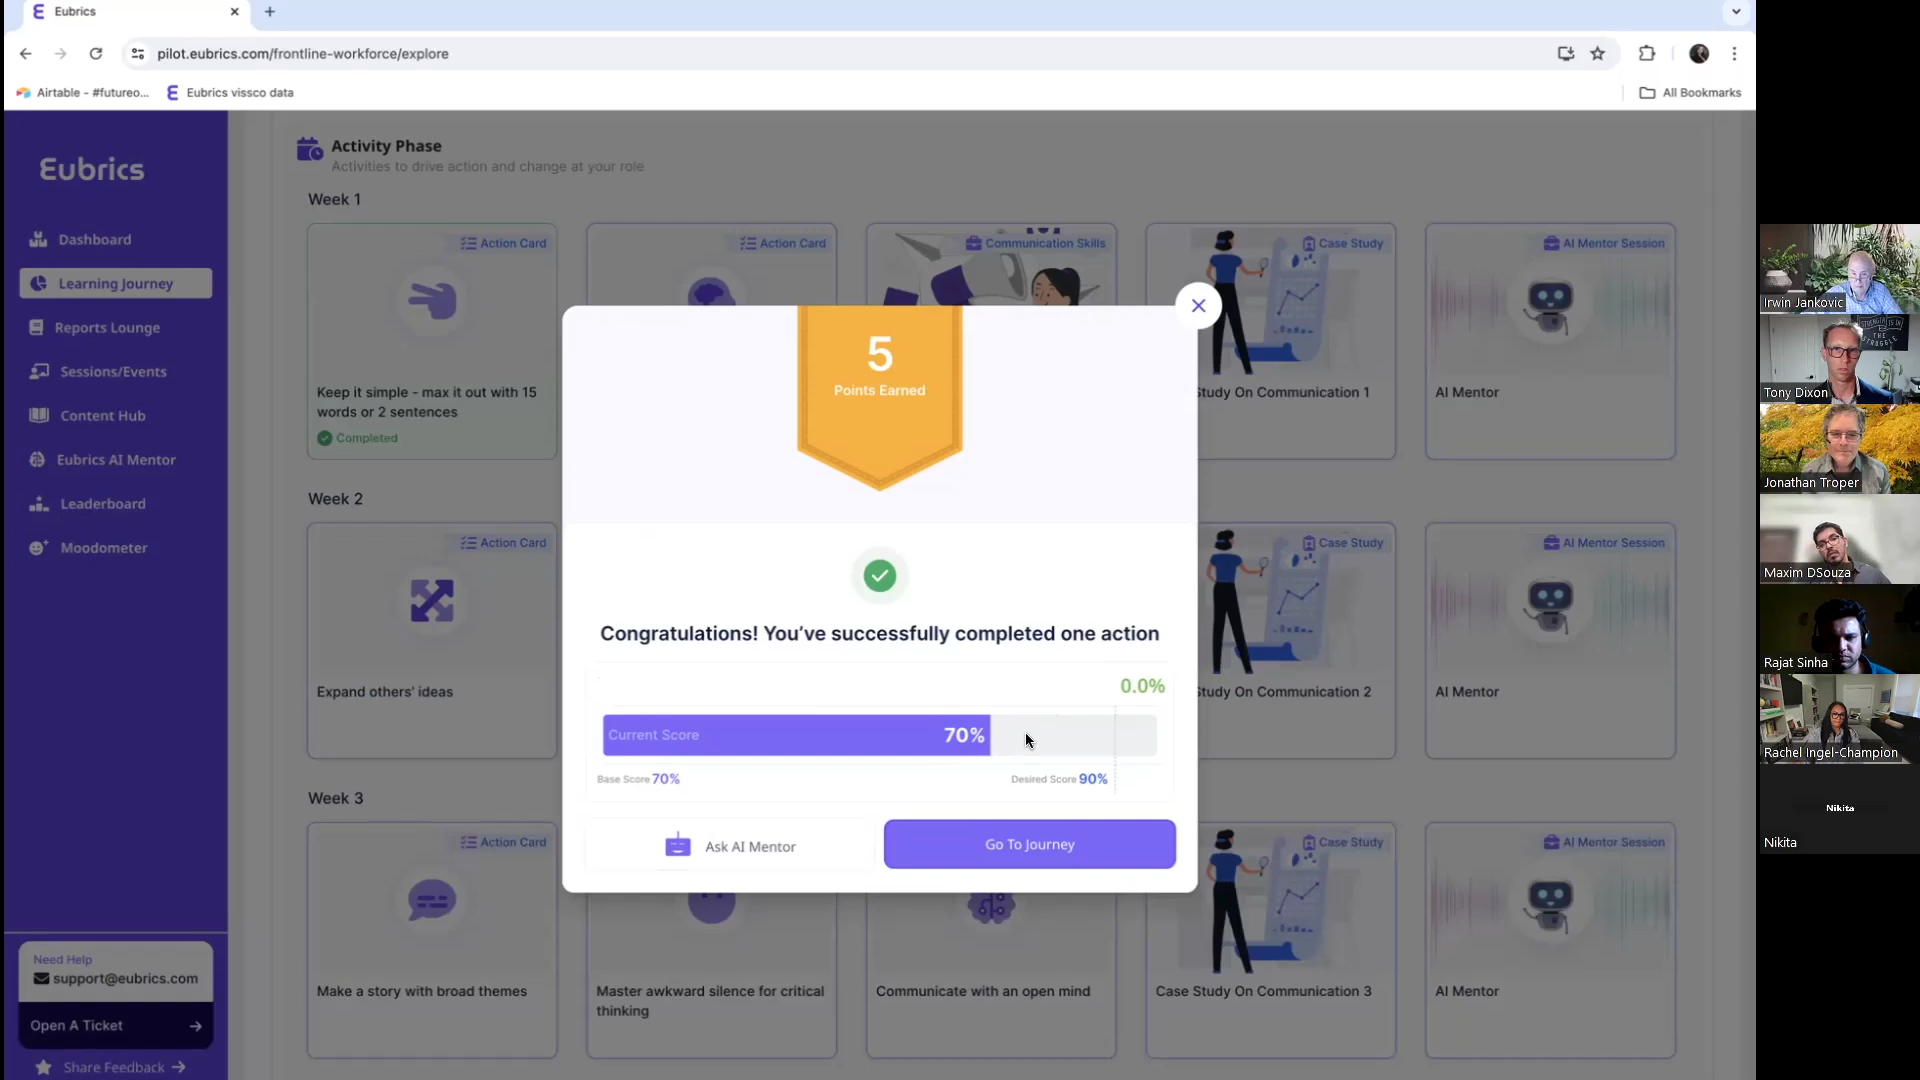 Eubrics
pilot.eubrics.com/frontline-workforce/explore
Airtable - #futureo...
Eubrics vissco data
All Bookmarks
Eubrics
Dashboard
Learning Journey
Reports Lounge
Sessions/Events
Content Hub
Eubrics AI Mentor
Leaderboard
Moodometer
Need Help
support@eubrics.com
Open A Ticket
Share Feedback
Activity Phase
Activities to drive action and change at your role
Week 1
Action Card
Keep it simple - max it out with 15
words or 2 sentences
Completed
Action Card
Communication Skills
Case Study
Study On Communication 1
AI Mentor Session
AI Mentor
Week 2
Action Card
Expand others' ideas
Case Study
Study On Communication 2
AI Mentor Session
AI Mentor
Week 3
Action Card
Make a story with broad themes
Master awkward silence for critical
thinking
Communicate with an open mind
Case Study
Case Study On Communication 3
AI Mentor Session
AI Mentor
5
Points Earned
Congratulations! You've successfully completed one action
0.0%
Current Score
70%
Base Score 70%
Desired Score 90%
Ask AI Mentor
Go To Journey
Irwin Jankovic
STRENGTH IS IN
THE
STRUGGLE
Tony Dixon
Jonathan Troper
Maxim DSouza
Rajat Sinha
Rachel Ingel-Champion
Nikita
Nikita